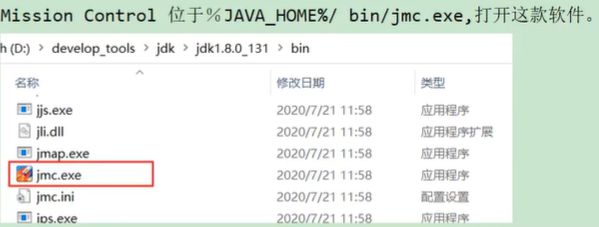 Mission Control 位于％JAVA_HOME%/ bin/jmc.exe,打开这款软件。
h (D:) › develop_tools › jdk › jdk1.8.0_131 › bin
名称 修改日期 类型
jjs.exe 2020/7/21 11:58 应用程序
jli.dll 2020/7/21 11:58 应用程序扩展
jmap.exe 2020/7/21 11:58 应用程序
jmc.exe 2020/7/21 11:58 应用程序
jmc.ini 2020/7/21 11:58 配置设置
jps.exe 2020/7/21 11:58 应用程序